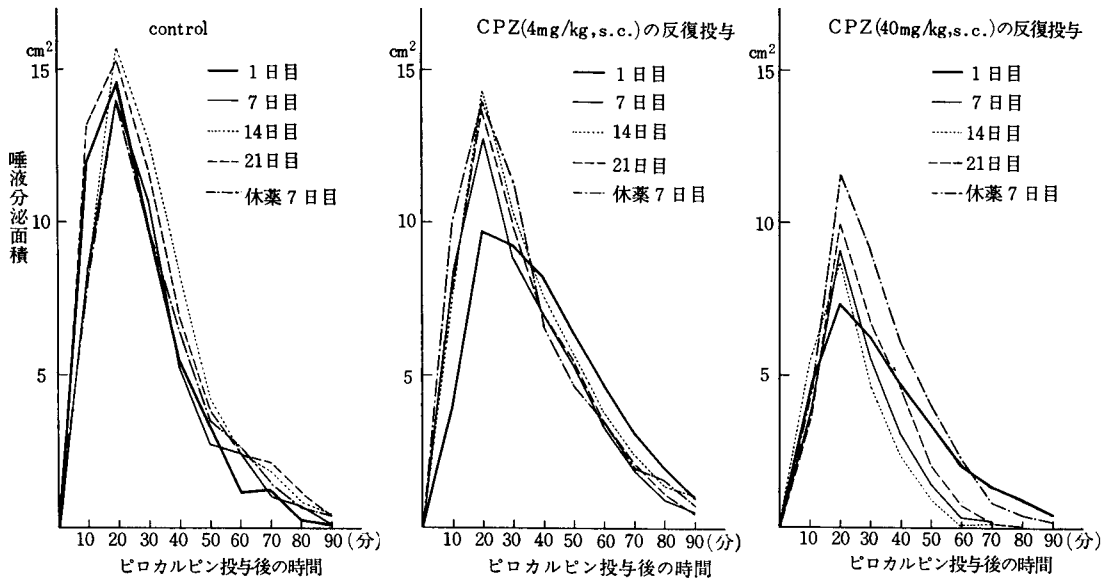 control
cm²
15
10
5
唾液分泌面積
1日目
7日目
14日目
21日目
休薬7日目
10 20 30 40 50 60 70 80 90(分)
ピロカルピン投与後の時間
CPZ(4mg/kg,s.c.)の反復投与
cm²
15
10
5
1日目
7日目
14日目
21日目
休薬7日目
10 20 30 40 50 60 70 80 90(分)
ピロカルピン投与後の時間
CPZ(40mg/kg,s.c.)の反復投与
cm²
15
10
5
1日目
7日目
14日目
21日目
休薬7日目
10 20 30 40 50 60 70 80 90(分)
ピロカルピン投与後の時間